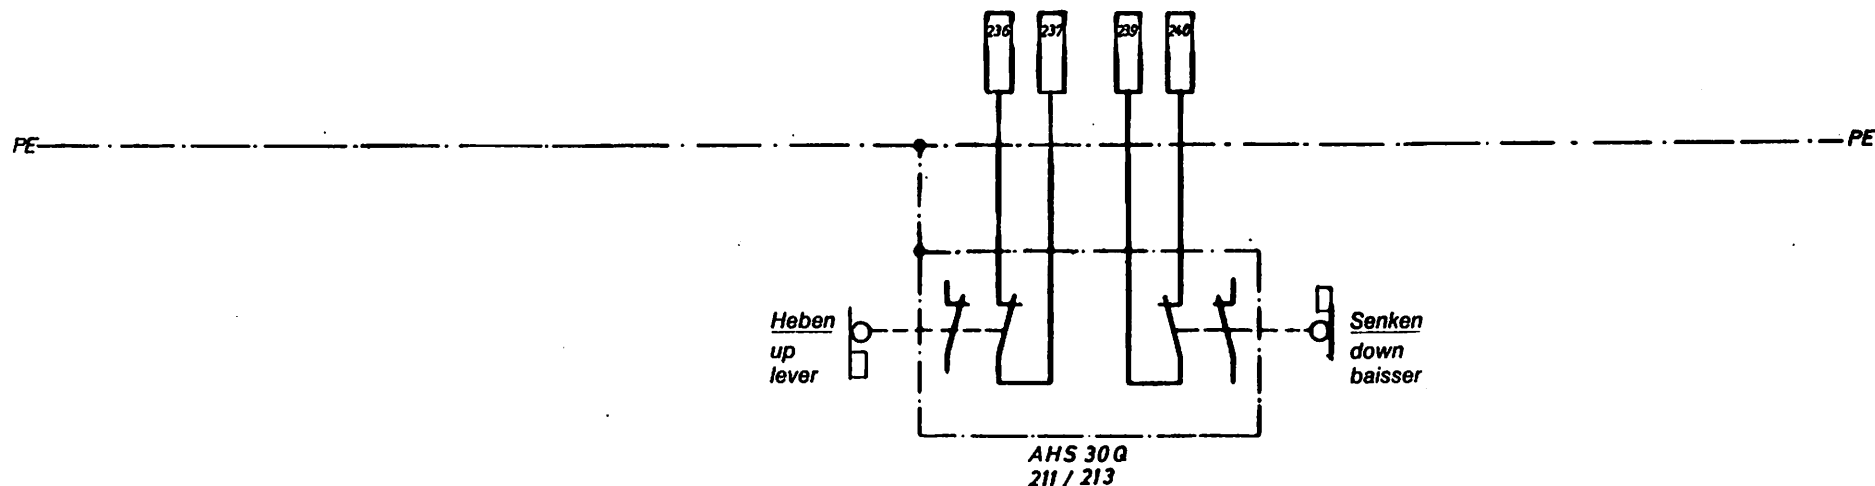 236 237 239 240
PE PE
Heben
up
lever
Senken
down
baisser
AHS 30Q
211 / 213